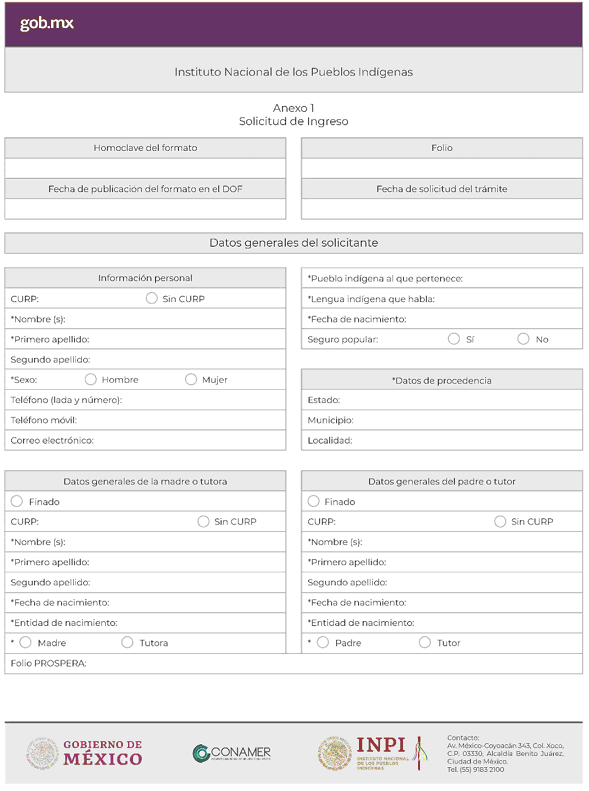 gob.mx
Instituto Nacional de los Pueblos Indígenas
Anexo 1
Solicitud de Ingreso
Homoclave del formato
Folio
Fecha de publicación del formato en el DOF
Fecha de solicitud del trámite
Datos generales del solicitante
Información personal
CURP: Sin CURP
*Nombre (s):
*Primero apellido:
Segundo apellido:
*Sexo: Hombre Mujer
Teléfono (lada y número):
Teléfono móvil:
Correo electrónico:
*Pueblo indígena al que pertenece:
*Lengua indígena que habla:
*Fecha de nacimiento:
Seguro popular: Sí No
*Datos de procedencia
Estado:
Municipio:
Localidad:
Datos generales de la madre o tutora
Finado
CURP: Sin CURP
*Nombre (s):
*Primero apellido:
Segundo apellido:
*Fecha de nacimiento:
*Entidad de nacimiento:
* Madre Tutora
Datos generales del padre o tutor
Finado
CURP: Sin CURP
*Nombre (s):
*Primero apellido:
Segundo apellido:
*Fecha de nacimiento:
*Entidad de nacimiento:
* Padre Tutor
Folio PROSPERA:
GOBIERNO DE
MÉXICO
CONAMER
INPI
INSTITUTO NACIONAL
DE LOS PUEBLOS
INDÍGENAS
Contacto:
Av. México-Coyoacán 343, Col. Xoco,
C.P. 03330, Alcaldía Benito Juárez,
Ciudad de México.
Tel. (55) 9183 2100